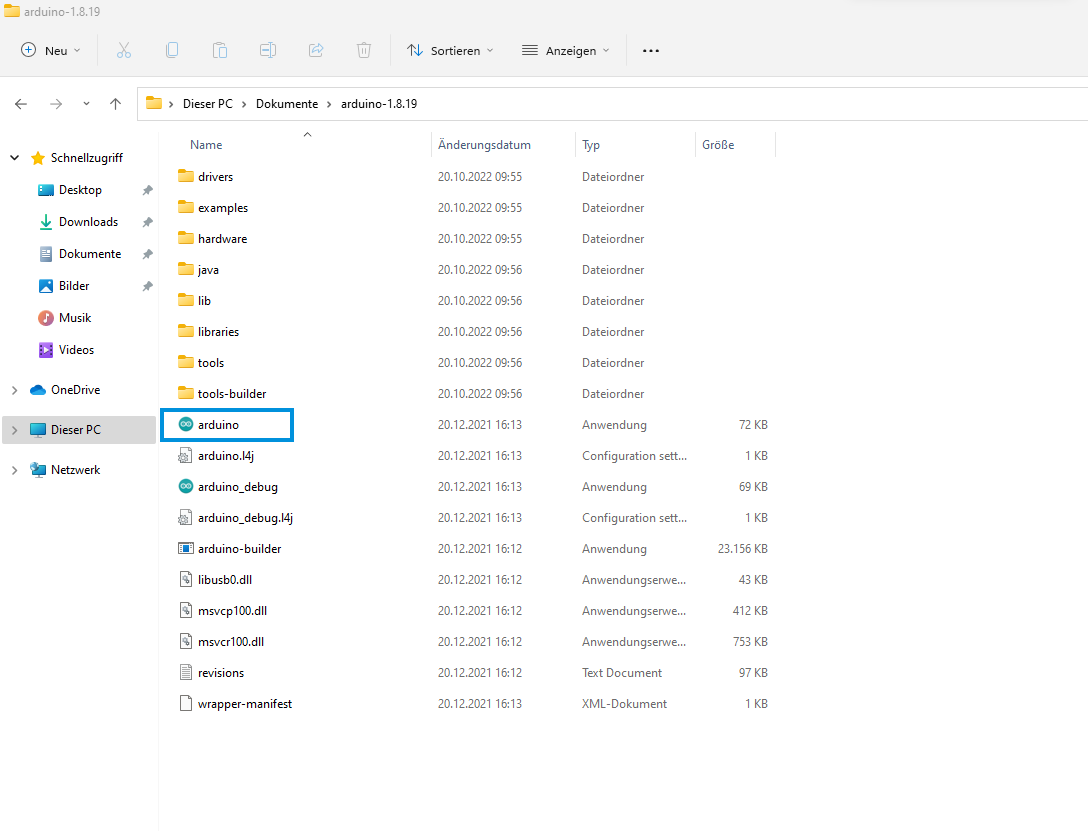 arduino-1.8.19
Neu Sortieren Anzeigen
Dieser PC Dokumente arduino-1.8.19
Name Änderungsdatum Typ Größe
Schnellzugriff
Desktop
Downloads
Dokumente
Bilder
Musik
Videos
OneDrive
Dieser PC
Netzwerk
drivers 20.10.2022 09:55 Dateiordner
examples 20.10.2022 09:55 Dateiordner
hardware 20.10.2022 09:55 Dateiordner
java 20.10.2022 09:56 Dateiordner
lib 20.10.2022 09:56 Dateiordner
libraries 20.10.2022 09:56 Dateiordner
tools 20.10.2022 09:56 Dateiordner
tools-builder 20.10.2022 09:56 Dateiordner
arduino 20.12.2021 16:13 Anwendung 72 KB
arduino.l4j 20.12.2021 16:13 Configuration sett... 1 KB
arduino_debug 20.12.2021 16:13 Anwendung 69 KB
arduino_debug.l4j 20.12.2021 16:13 Configuration sett... 1 KB
arduino-builder 20.12.2021 16:12 Anwendung 23.156 KB
libusb0.dll 20.12.2021 16:12 Anwendungserwe... 43 KB
msvcp100.dll 20.12.2021 16:12 Anwendungserwe... 412 KB
msvcr100.dll 20.12.2021 16:12 Anwendungserwe... 753 KB
revisions 20.12.2021 16:12 Text Document 97 KB
wrapper-manifest 20.12.2021 16:13 XML-Dokument 1 KB